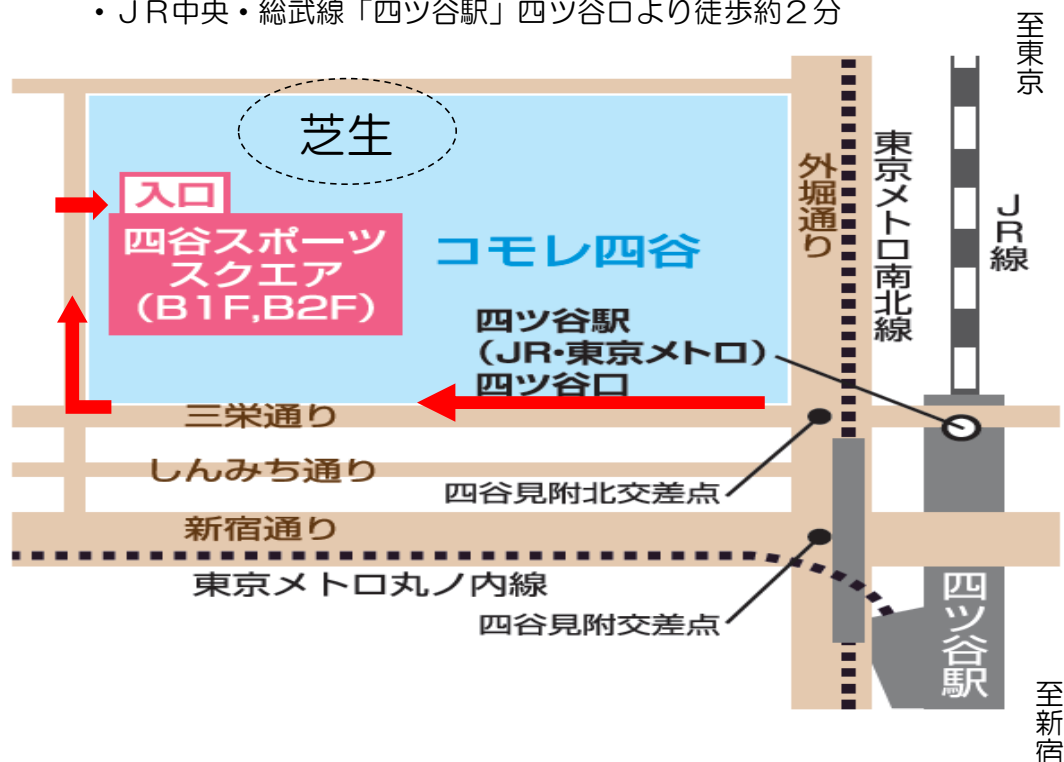 ・ＪＲ中央・総武線「四ツ谷駅」四ツ谷口より徒歩約２分
至東京
芝生
入口
四谷スポーツ
スクエア
(B1F,B2F)
コモレ四谷
外堀通り
東京メトロ南北線
ＪＲ線
四ツ谷駅
(JR・東京メトロ)
四ツ谷口
三栄通り
しんみち通り
四谷見附北交差点
新宿通り
東京メトロ丸ノ内線
四谷見附交差点
四ツ谷駅
至新宿